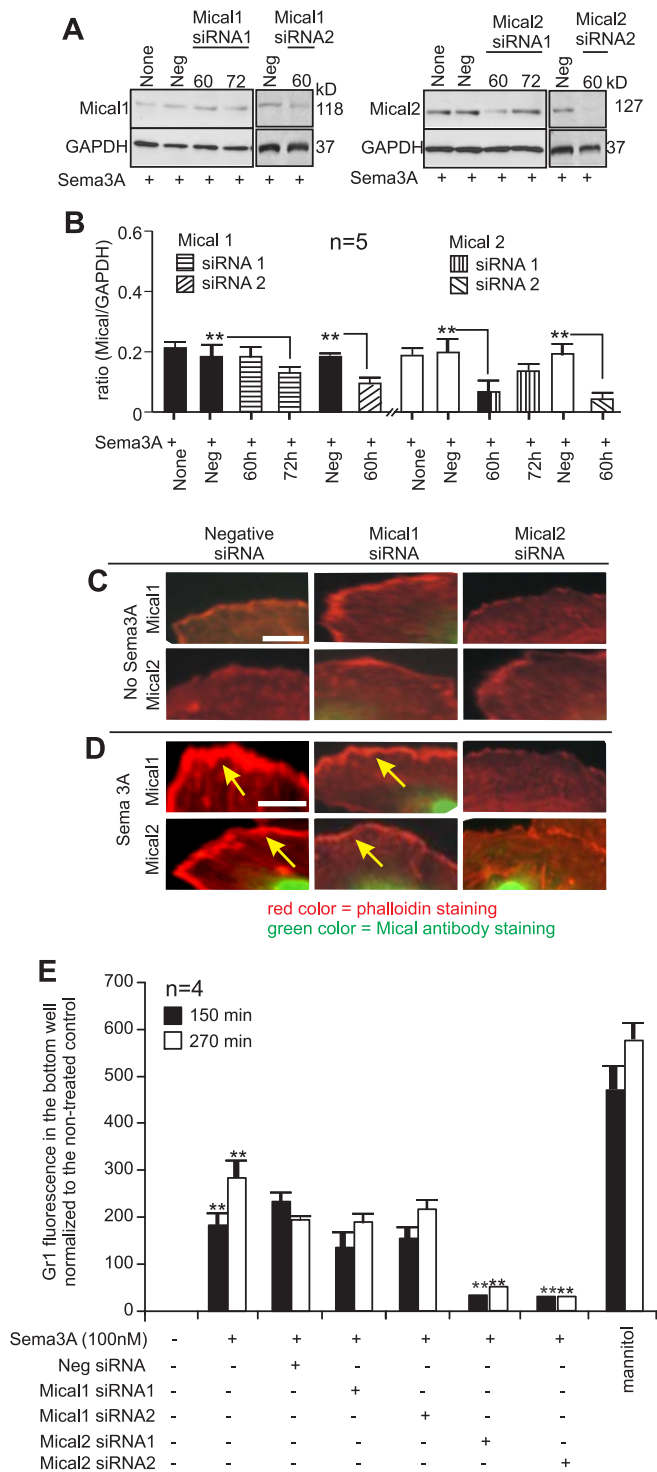 A
Mical1 siRNA1
Mical1 siRNA2
None
Neg
60
72
Neg
60
kD
Mical1
118
GAPDH
37
Sema3A + + + + + +
Mical2 siRNA1
Mical2 siRNA2
None
Neg
60
72
Neg
60
kD
Mical2
127
GAPDH
37
Sema3A + + + + + +
B
ratio (Mical/GAPDH)
0.6
0.4
0.2
0
Mical 1
siRNA 1
siRNA 2
n=5
Mical 2
siRNA 1
siRNA 2
** ** ** **
Sema3A + + + + + + + + + + + +
None Neg 60h 72h Neg 60h None Neg 60h 72h Neg 60h
Negative siRNA
Mical1 siRNA
Mical2 siRNA
C
No Sema3A
Mical1
Mical2
D
Sema 3A
Mical1
Mical2
red color = phalloidin staining
green color = Mical antibody staining
E
Gr1 fluorescence in the bottom well
normalized to the non-treated control
700
600
500
400
300
200
100
0
n=4
150 min
270 min
** ** ** ** ** **
Sema3A (100nM) - + + + + + +
Neg siRNA - - + - - - -
Mical1 siRNA1 - - - + - - -
Mical1 siRNA2 - - - - + - -
Mical2 siRNA1 - - - - - + -
Mical2 siRNA2 - - - - - - +
mannitol